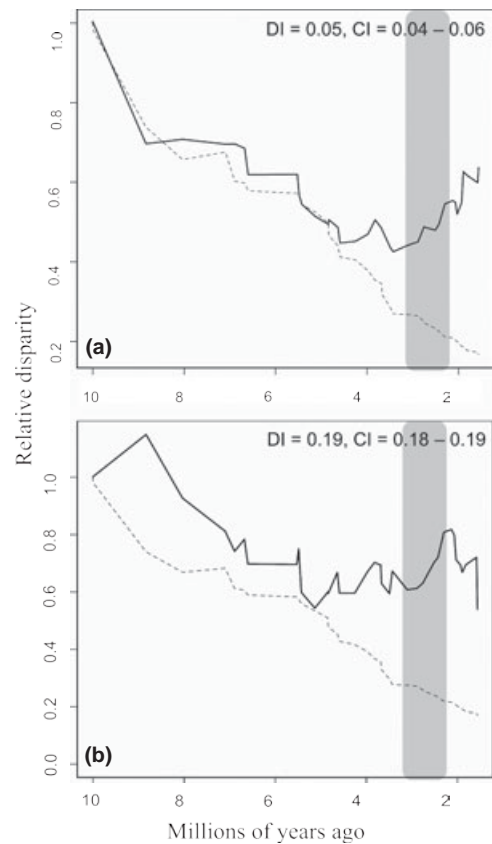 DI = 0.05, CI = 0.04 – 0.06
1.0
0.8
0.6
0.4
0.2
(a)
10 8 6 4 2
Relative disparity
DI = 0.19, CI = 0.18 – 0.19
1.0
0.8
0.6
0.4
0.2
0.0
(b)
10 8 6 4 2
Millions of years ago